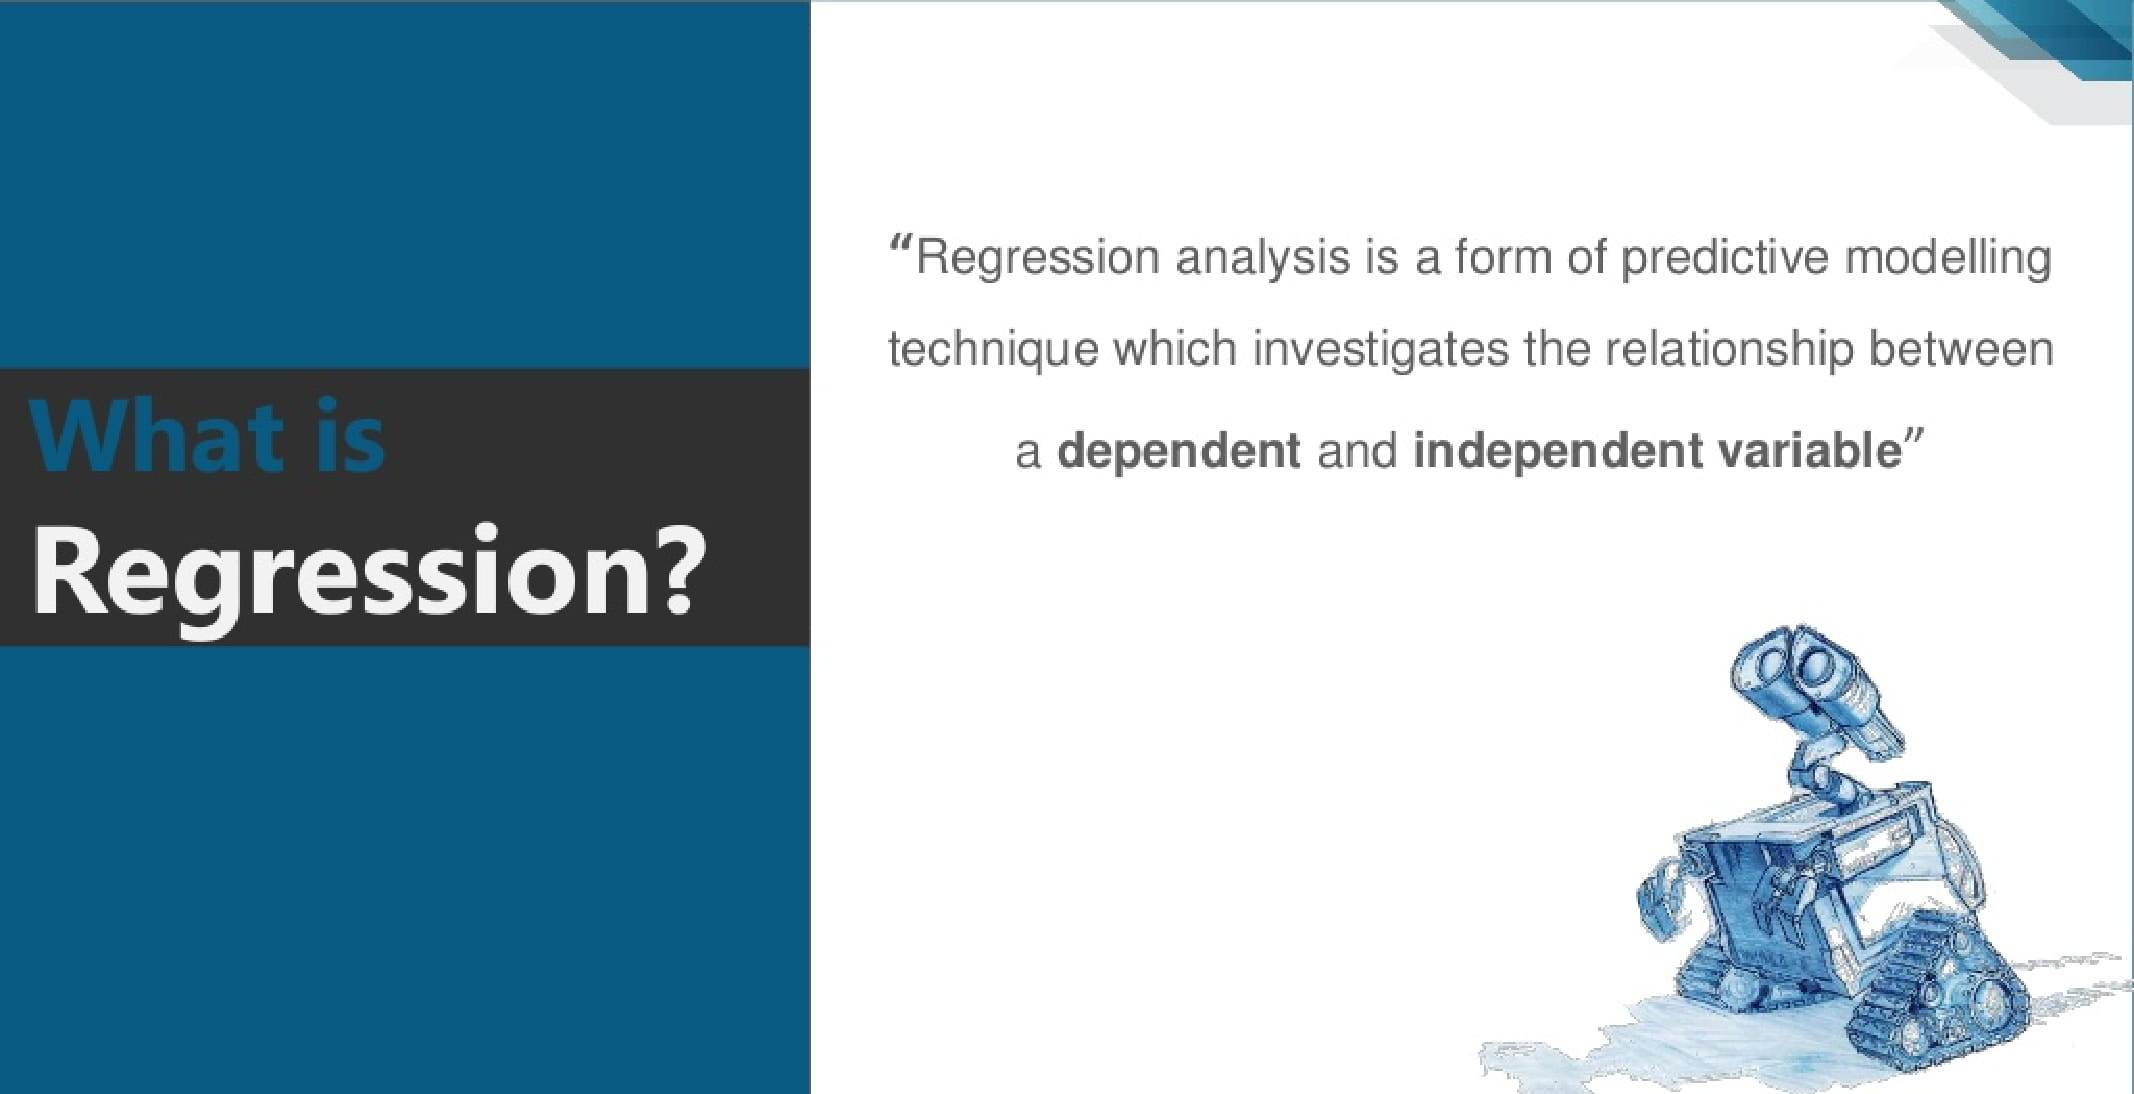 What is
Regression?
“Regression analysis is a form of predictive modelling
technique which investigates the relationship between
a dependent and independent variable”